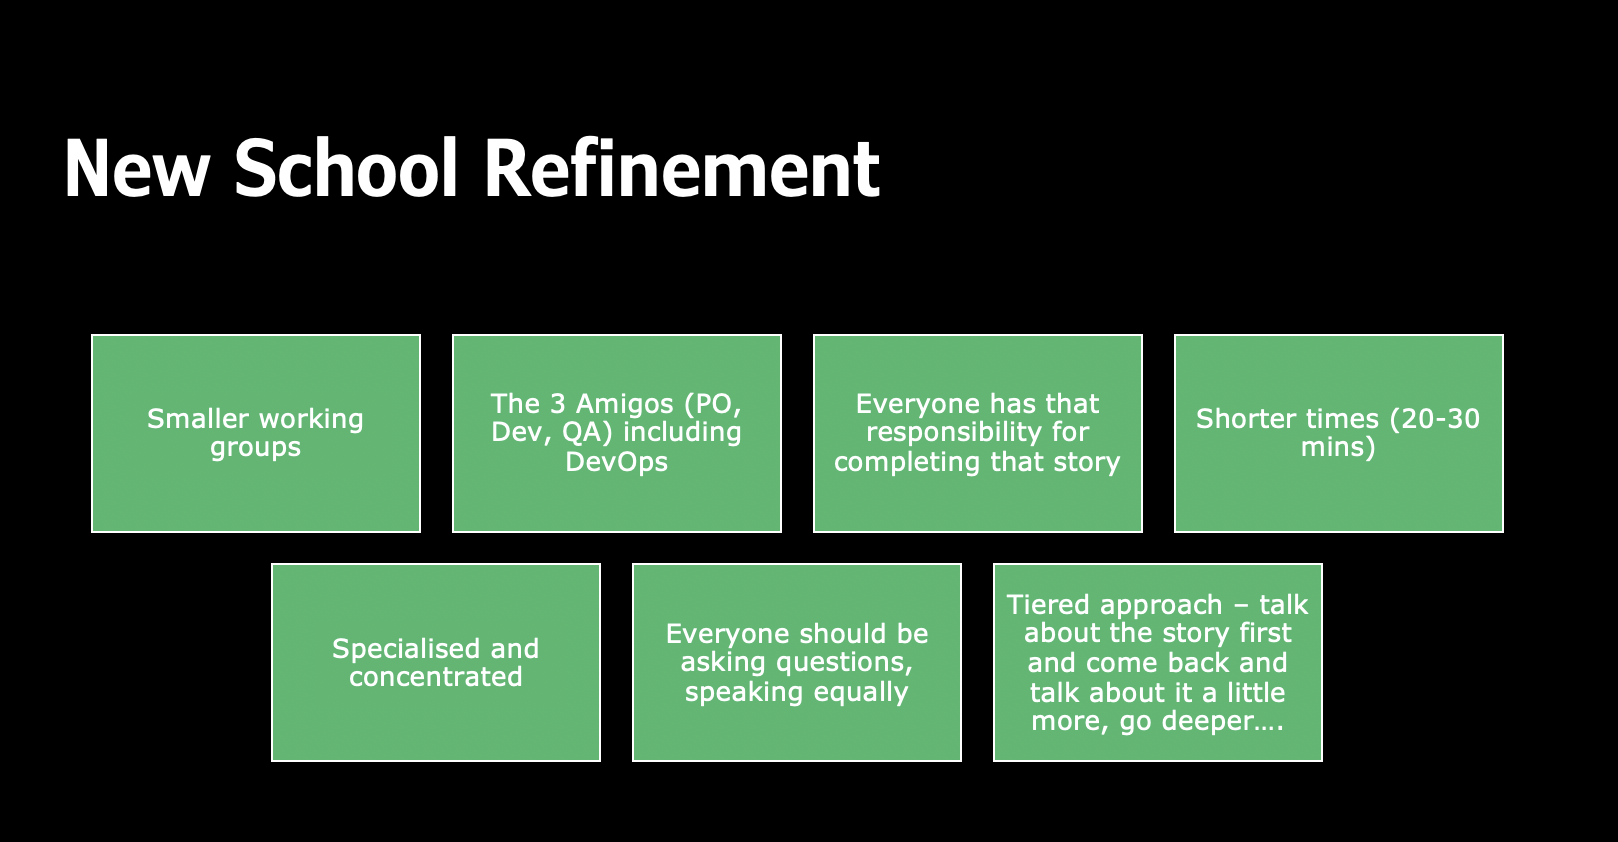 New School Refinement
Smaller working
groups
The 3 Amigos (PO,
Dev, QA) including
DevOps
Everyone has that
responsibility for
completing that story
Shorter times (20-30
mins)
Specialised and
concentrated
Everyone should be
asking questions,
speaking equally
Tiered approach – talk
about the story first
and come back and
talk about it a little
more, go deeper….